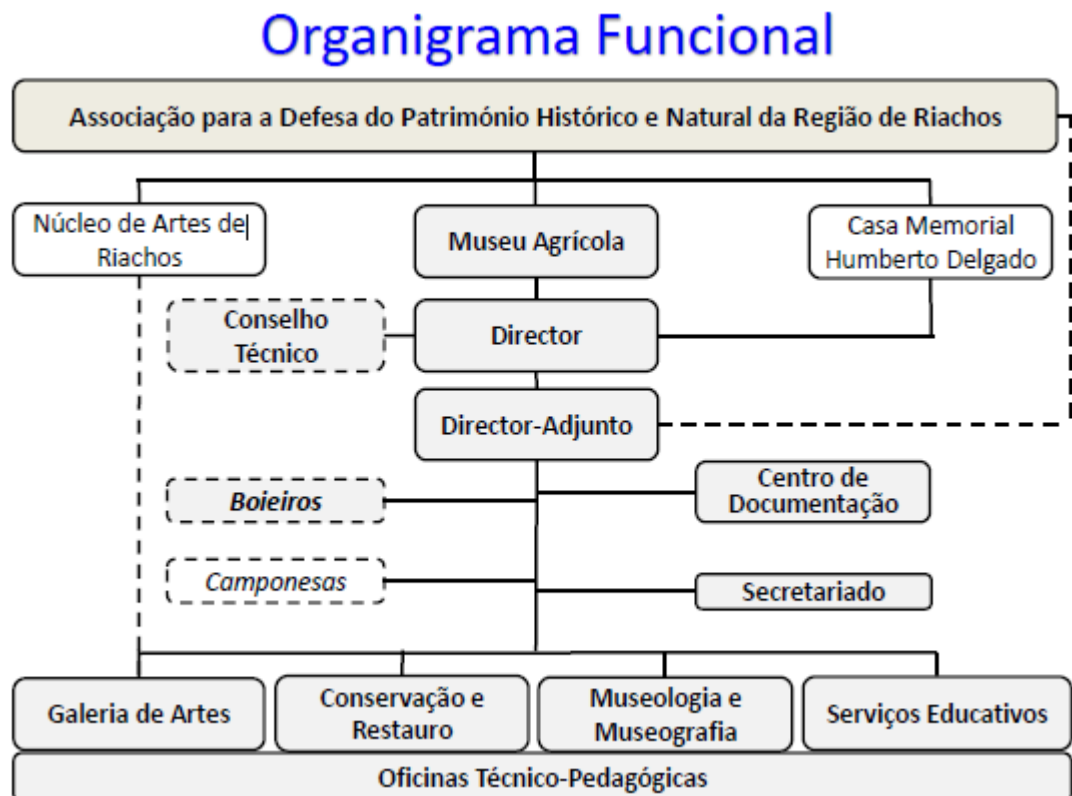 Organigrama Funcional
Associação para a Defesa do Património Histórico e Natural da Região de Riachos
Núcleo de Artes de
Riachos
Museu Agrícola
Casa Memorial
Humberto Delgado
Conselho
Técnico
Director
Director-Adjunto
Boieiros
Centro de
Documentação
Camponesas
Secretariado
Galeria de Artes
Conservação e
Restauro
Museologia e
Museografia
Serviços Educativos
Oficinas Técnico-Pedagógicas